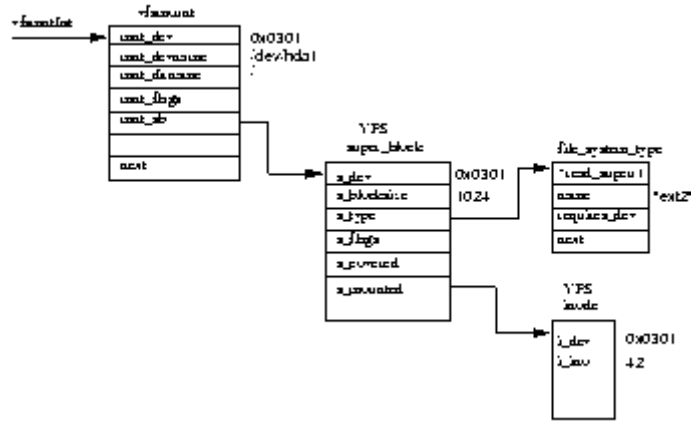 vfsmntlist
vfsmount
mnt_dev 0x0301
mnt_devname /dev/hda1
mnt_dirname /
mnt_flags
mnt_sb
next
VFS
super_block
s_dev 0x0301
s_blocksize 1024
s_type
s_flags
s_covered
s_mounted
file_system_type
*read_super()
name "ext2"
requires_dev
next
VFS
inode
i_dev 0x0301
i_ino 42